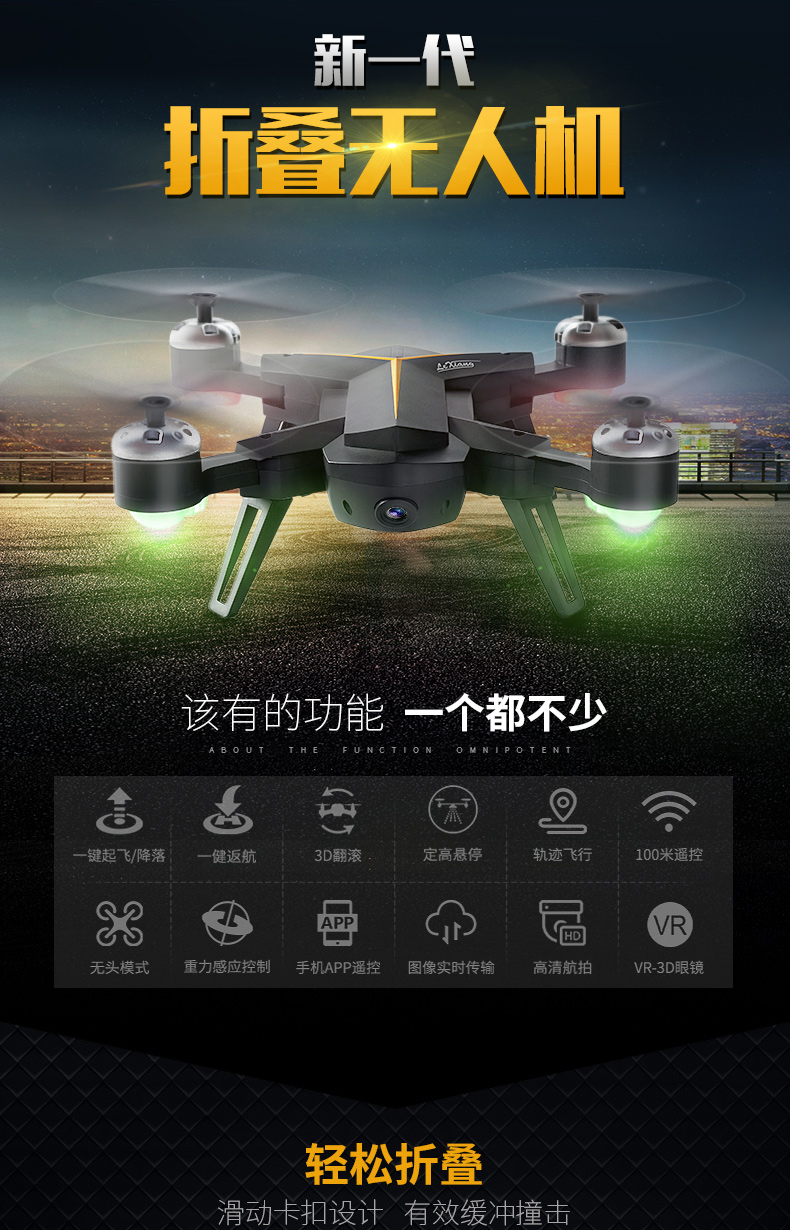 新一代
折叠无人机
LeXiang
该有的功能 一个都不少
ABOUT THE FUNCTION OMNIPOTENT
一键起飞/降落 一健返航 3D翻滚 定高悬停 轨迹飞行 100米遥控
APP HD VR
无头模式 重力感应控制 手机APP遥控 图像实时传输 高清航拍 VR-3D眼镜
轻松折叠
滑动卡扣设计 有效缓冲撞击